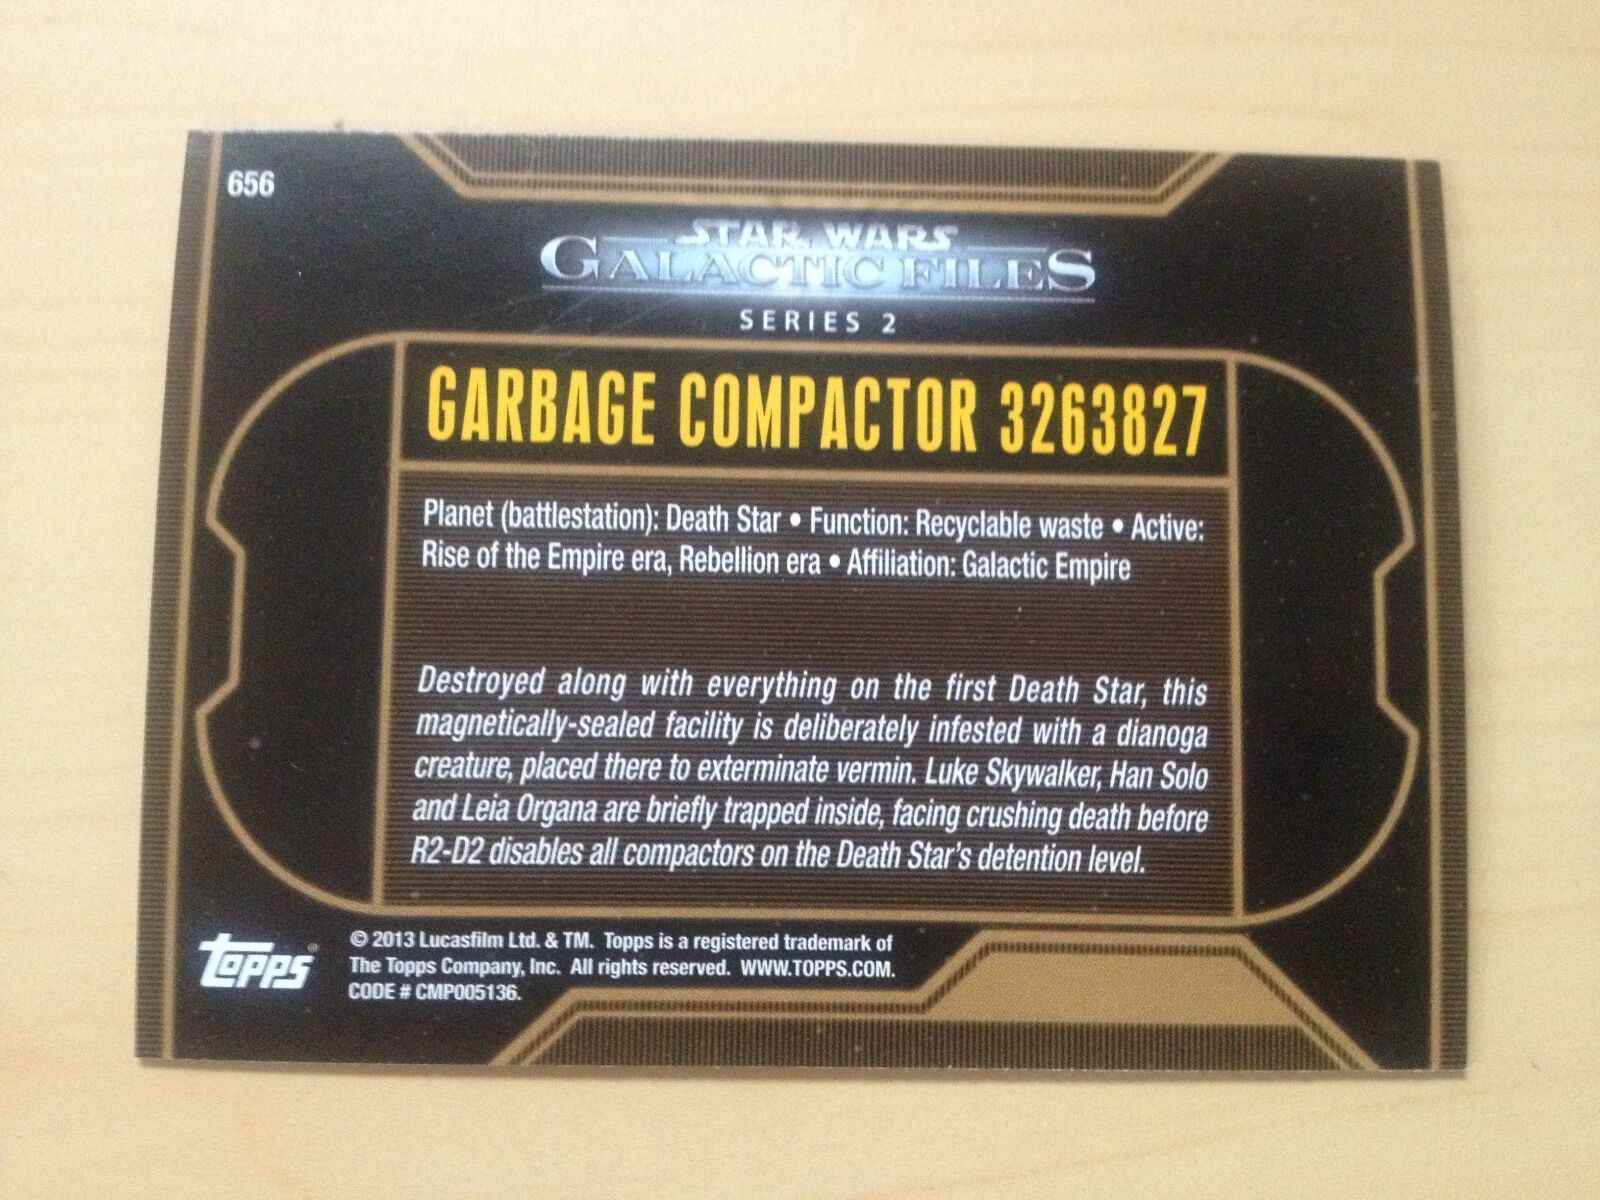 656
STAR WARS
GALACTIC FILES
SERIES 2
GARBAGE COMPACTOR 3263827
Planet (battlestation): Death Star • Function: Recyclable waste • Active:
Rise of the Empire era, Rebellion era • Affiliation: Galactic Empire
Destroyed along with everything on the first Death Star, this
magnetically-sealed facility is deliberately infested with a dianoga
creature, placed there to exterminate vermin. Luke Skywalker, Han Solo
and Leia Organa are briefly trapped inside, facing crushing death before
R2-D2 disables all compactors on the Death Star's detention level.
topps®
© 2013 Lucasfilm Ltd. & TM. Topps is a registered trademark of
The Topps Company, Inc. All rights reserved. WWW.TOPPS.COM.
CODE # CMP005136.